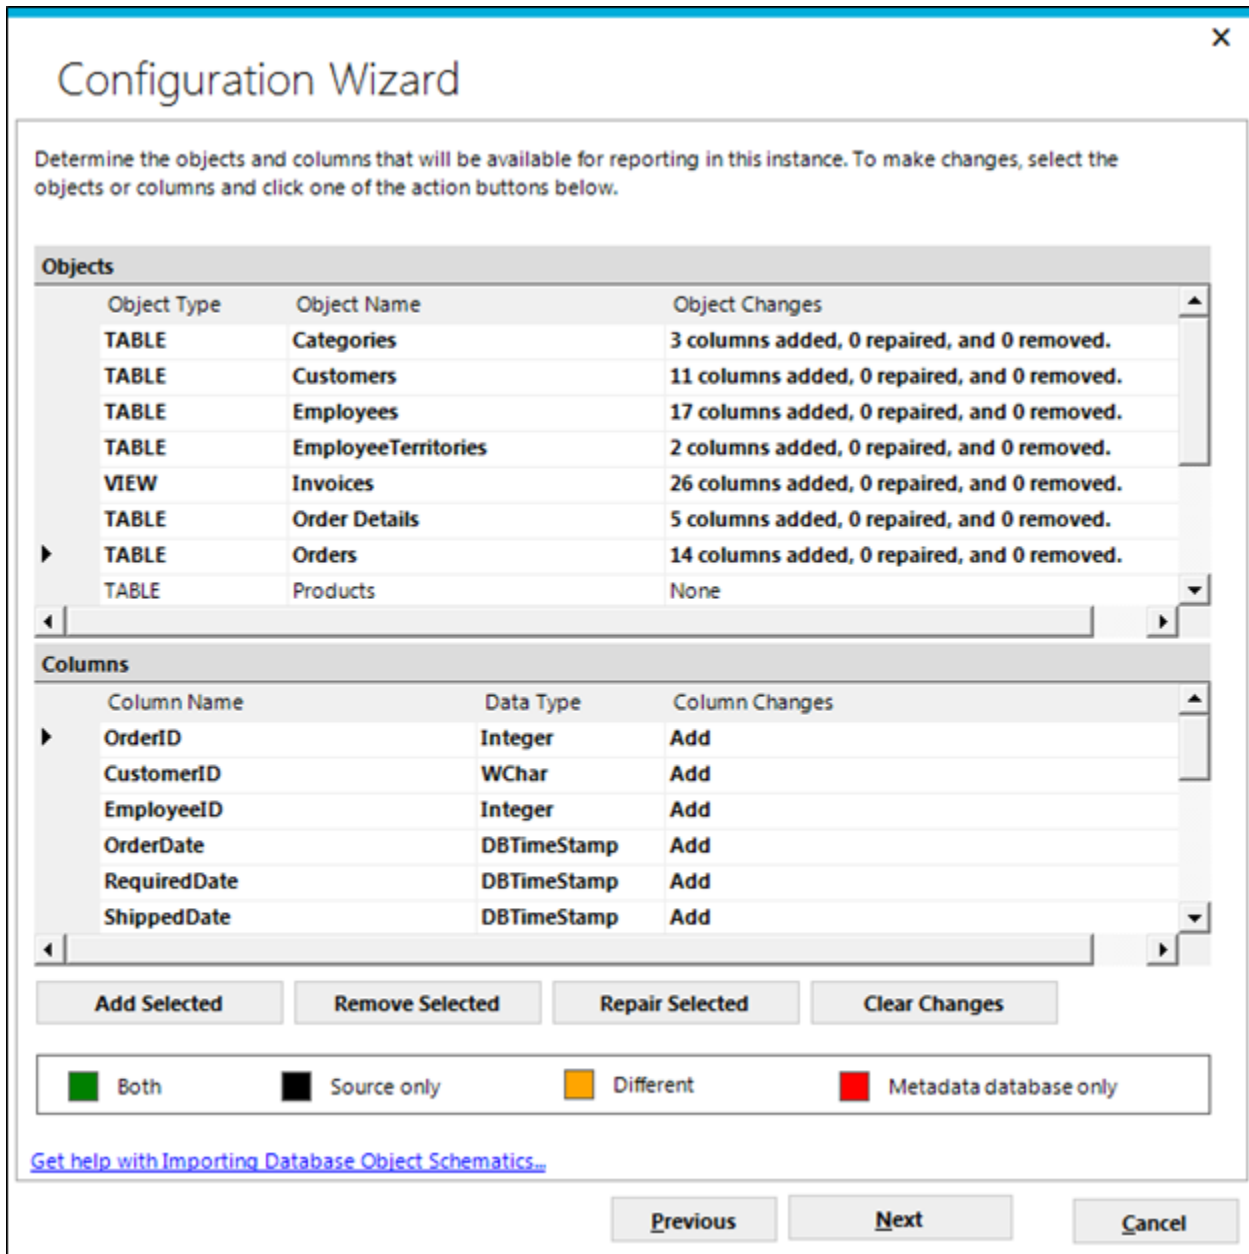 Configuration Wizard
Determine the objects and columns that will be available for reporting in this instance. To make changes, select the
objects or columns and click one of the action buttons below.
Objects
Object Type Object Name Object Changes
TABLE Categories 3 columns added, 0 repaired, and 0 removed.
TABLE Customers 11 columns added, 0 repaired, and 0 removed.
TABLE Employees 17 columns added, 0 repaired, and 0 removed.
TABLE EmployeeTerritories 2 columns added, 0 repaired, and 0 removed.
VIEW Invoices 26 columns added, 0 repaired, and 0 removed.
TABLE Order Details 5 columns added, 0 repaired, and 0 removed.
TABLE Orders 14 columns added, 0 repaired, and 0 removed.
TABLE Products None
Columns
Column Name Data Type Column Changes
OrderID Integer Add
CustomerID WChar Add
EmployeeID Integer Add
OrderDate DBTimeStamp Add
RequiredDate DBTimeStamp Add
ShippedDate DBTimeStamp Add
Add Selected Remove Selected Repair Selected Clear Changes
Both Source only Different Metadata database only
Get help with Importing Database Object Schematics...
Previous Next Cancel